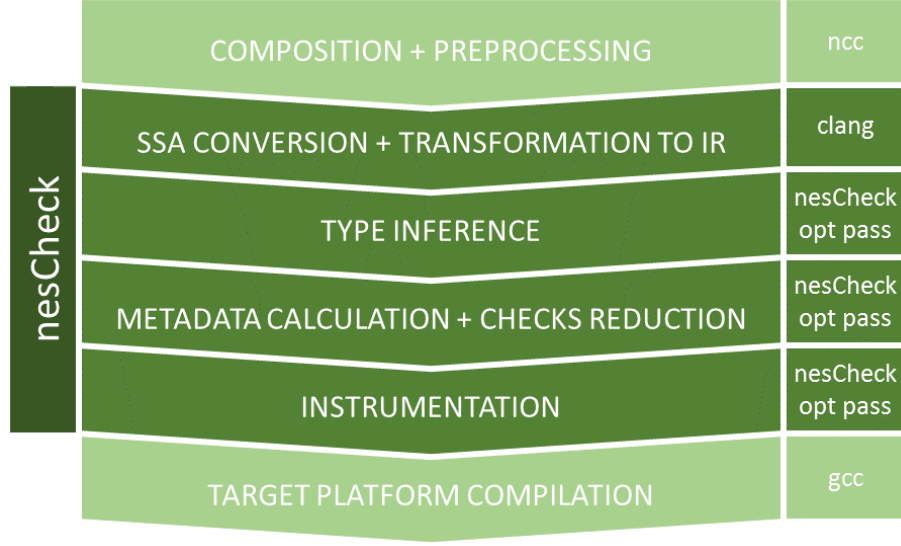 COMPOSITION + PREPROCESSING
ncc
nesCheck
SSA CONVERSION + TRANSFORMATION TO IR
clang
TYPE INFERENCE
nesCheck
opt pass
METADATA CALCULATION + CHECKS REDUCTION
nesCheck
opt pass
INSTRUMENTATION
nesCheck
opt pass
TARGET PLATFORM COMPILATION
gcc